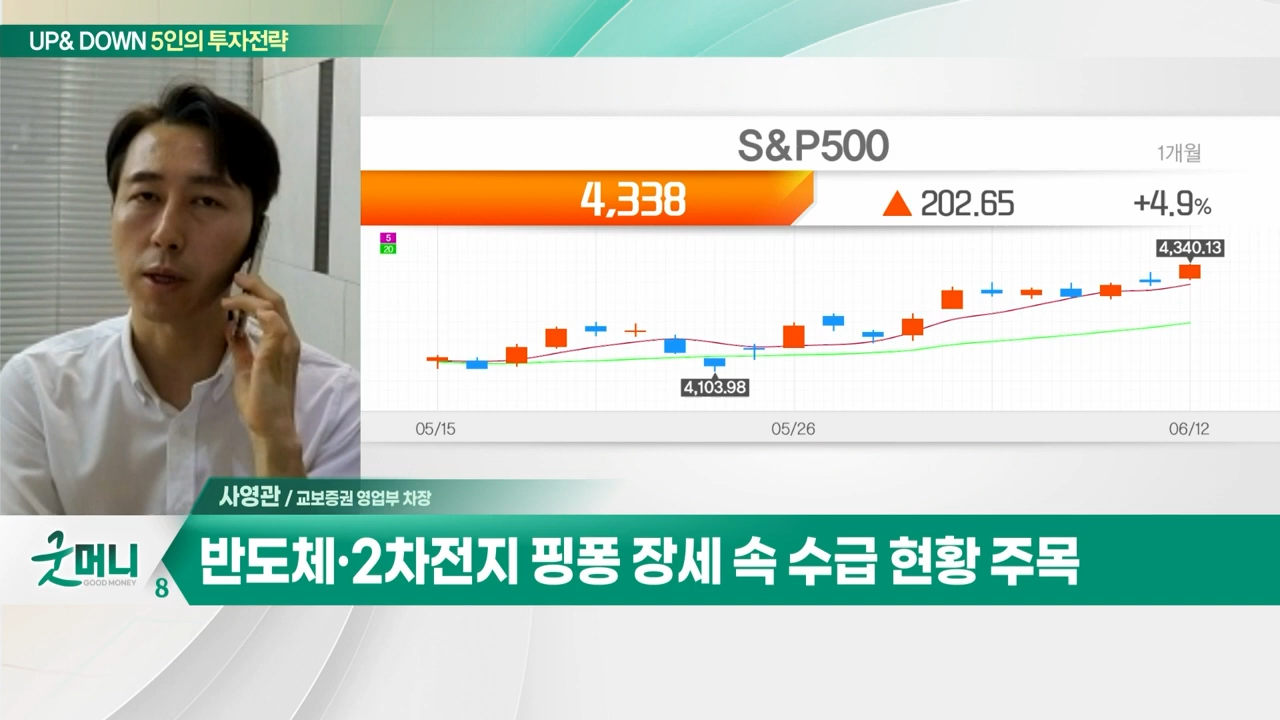 UP& DOWN 5인의 투자전략
S&P500
1개월
4,338
▲ 202.65
+4.9%
5
20
4,340.13
4,103.98
05/15
05/26
06/12
사영관 / 교보증권 영업부 차장
굿머니
GOOD MONEY
8
반도체·2차전지 핑퐁 장세 속 수급 현황 주목